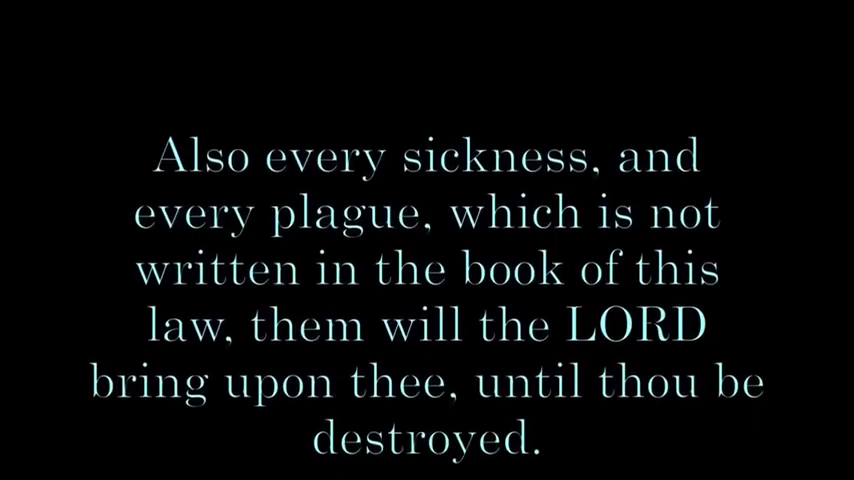 Also every sickness, and
every plague, which is not
written in the book of this
law, them will the LORD
bring upon thee, until thou be
destroyed.